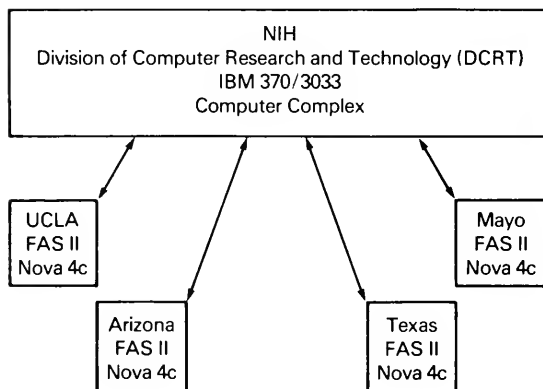 NIH
Division of Computer Research and Technology (DCRT)
IBM 370/3033
Computer Complex
UCLA
FAS II
Nova 4c
Mayo
FAS II
Nova 4c
Arizona
FAS II
Nova 4c
Texas
FAS II
Nova 4c